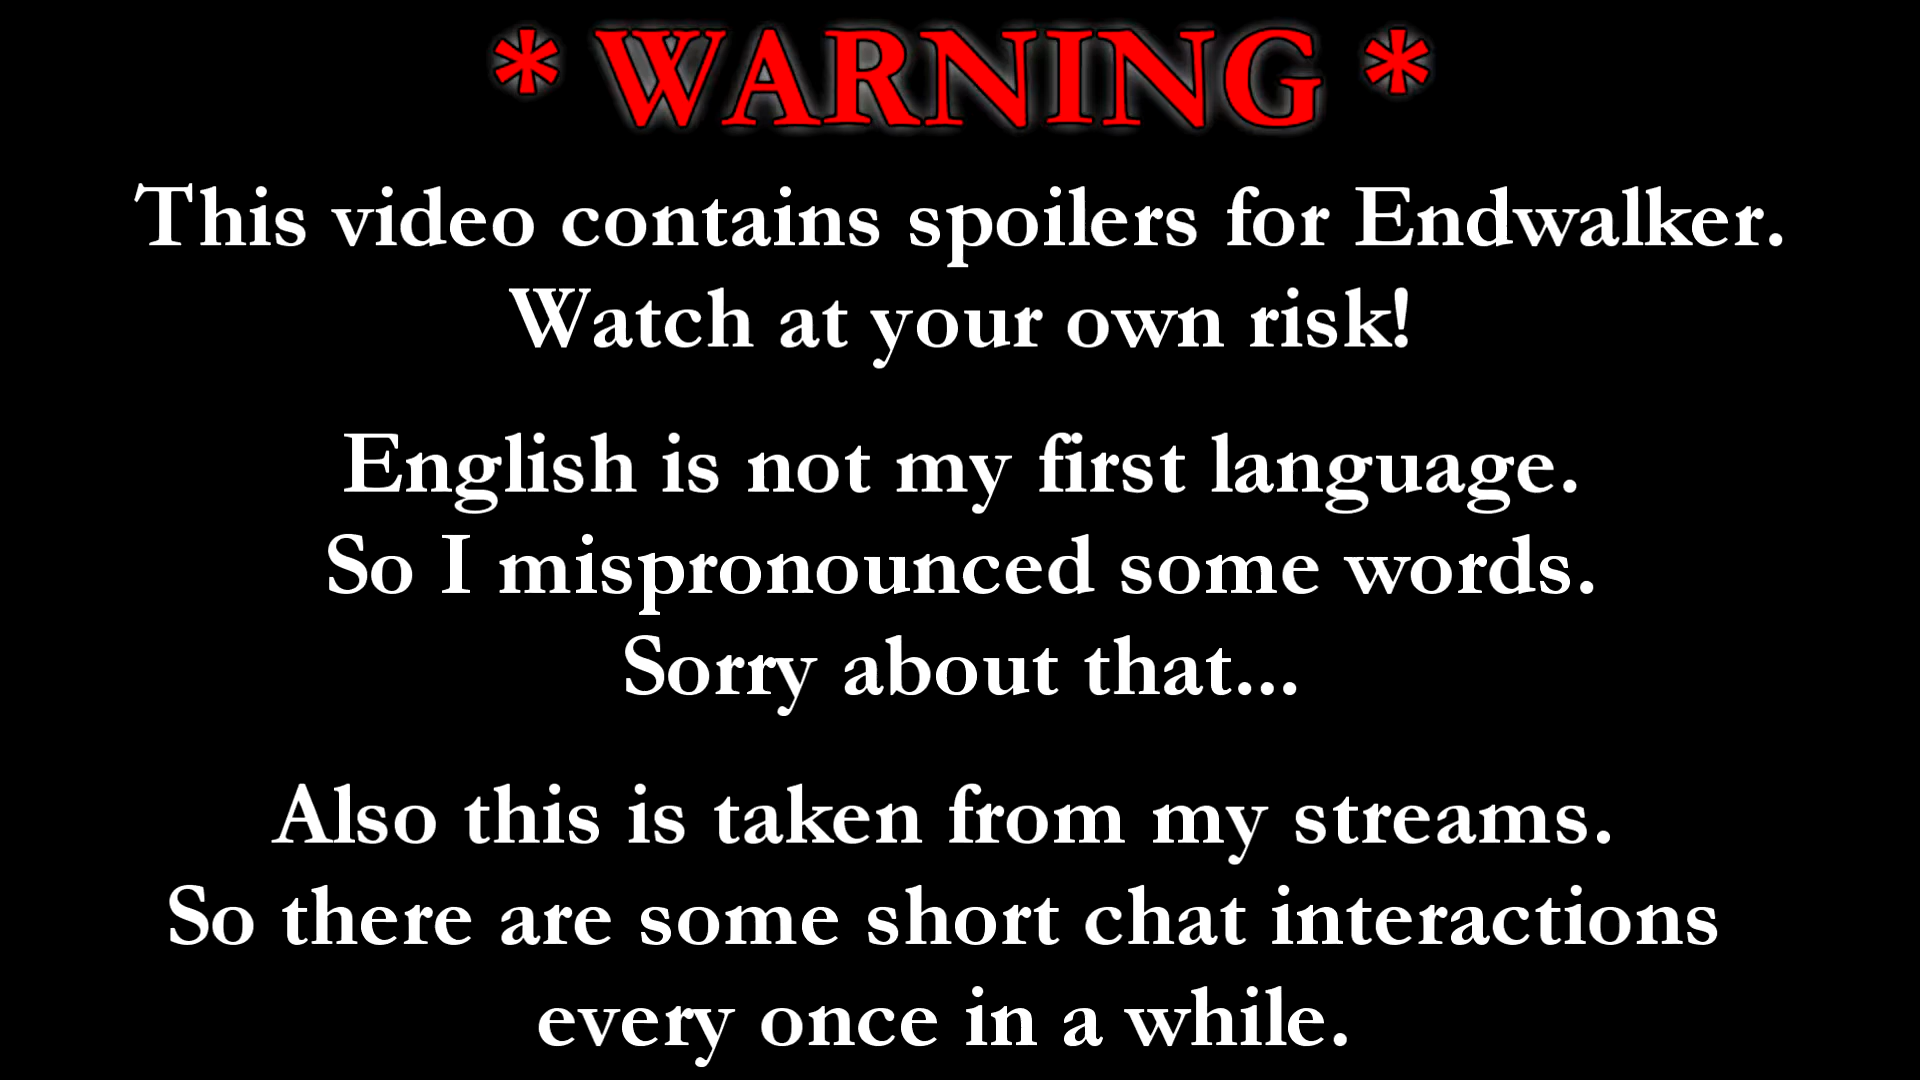 * WARNING *
This video contains spoilers for Endwalker.
Watch at your own risk!
English is not my first language.
So I mispronounced some words.
Sorry about that...
Also this is taken from my streams.
So there are some short chat interactions
every once in a while.